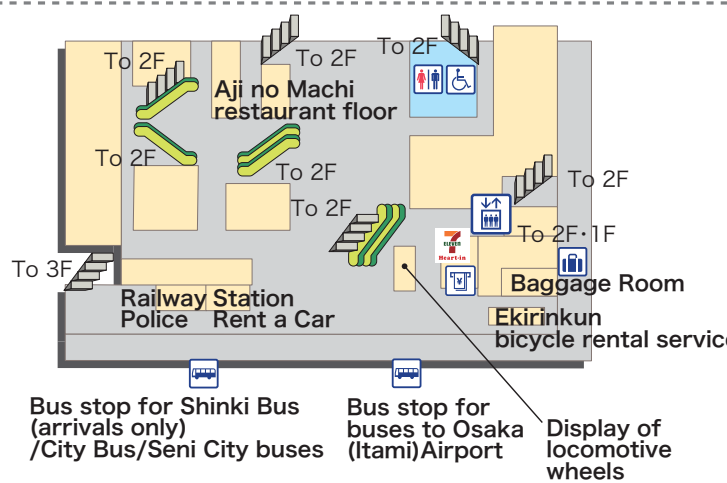 To 2F
To 2F
To 2F
Aji no Machi
restaurant floor
To 2F
To 2F
To 2F
To 2F
7
ELEVEN
Heart·in
¥
To 2F·1F
To 3F
Baggage Room
Railway Station
Police Rent a Car
Ekirinkun
bicycle rental service
Bus stop for Shinki Bus
(arrivals only)
/City Bus/Seni City buses
Bus stop for
buses to Osaka
(Itami)Airport
Display of
locomotive
wheels